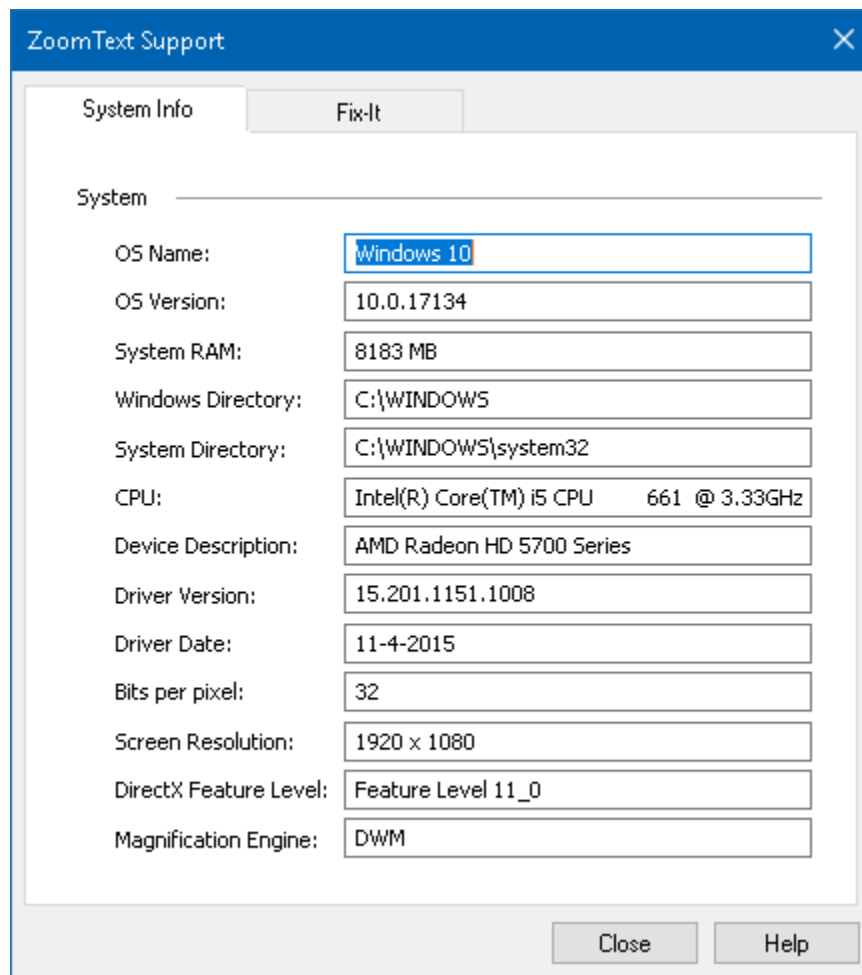 ZoomText Support
System Info Fix-It
System
OS Name: Windows 10
OS Version: 10.0.17134
System RAM: 8183 MB
Windows Directory: C:\WINDOWS
System Directory: C:\WINDOWS\system32
CPU: Intel(R) Core(TM) i5 CPU 661 @ 3.33GHz
Device Description: AMD Radeon HD 5700 Series
Driver Version: 15.201.1151.1008
Driver Date: 11-4-2015
Bits per pixel: 32
Screen Resolution: 1920 x 1080
DirectX Feature Level: Feature Level 11_0
Magnification Engine: DWM
Close Help